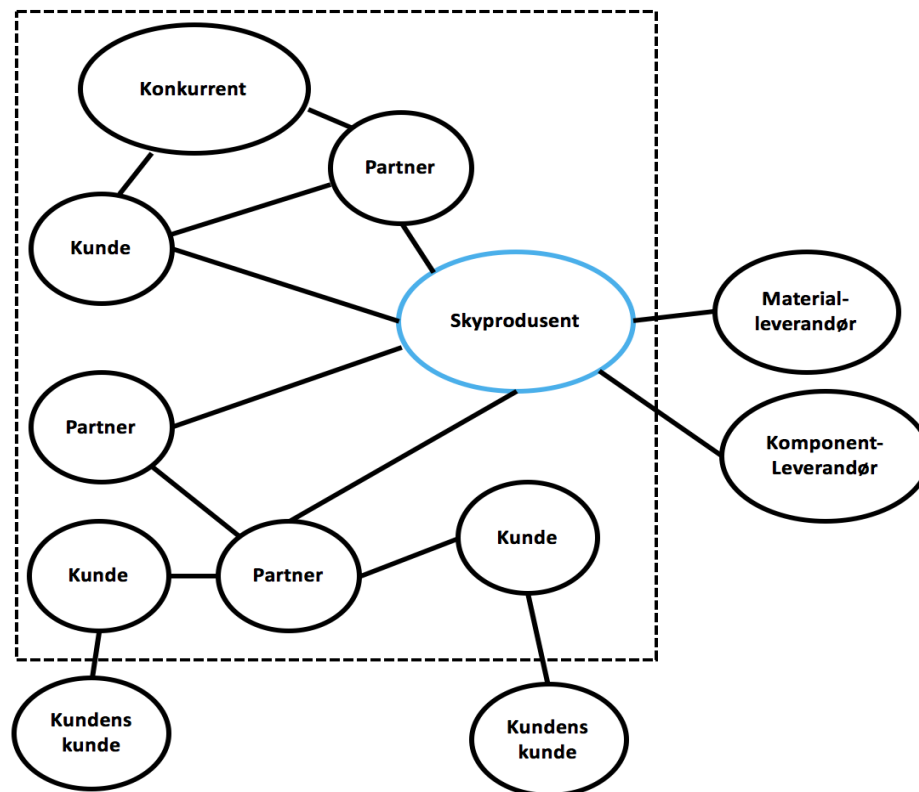 Konkurrent
Partner
Kunde
Skyprodusent
Material-
leverandør
Partner
Komponent-
Leverandør
Kunde
Kunde
Partner
Kundens
kunde
Kundens
kunde